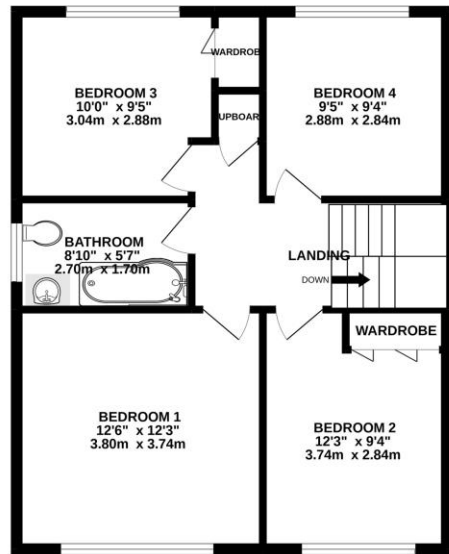 BEDROOM 3
10'0" x 9'5"
3.04m x 2.88m
WARDROBE
UPBOAR
BEDROOM 4
9'5" x 9'4"
2.88m x 2.84m
BATHROOM
8'10" x 5'7"
2.70m x 1.70m
LANDING
DOWN
WARDROBE
BEDROOM 1
12'6" x 12'3"
3.80m x 3.74m
BEDROOM 2
12'3" x 9'4"
3.74m x 2.84m